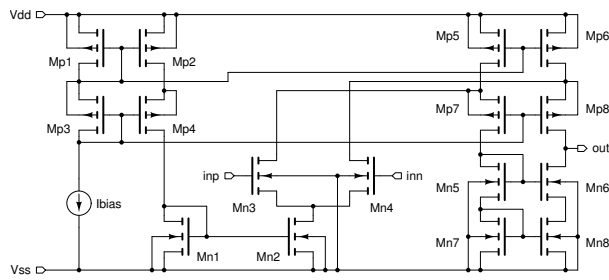 Vdd
Mp1
Mp2
Mp5
Mp6
Mp3
Mp4
Mp7
Mp8
out
inp
inn
Ibias
Mn3
Mn4
Mn5
Mn6
Mn1
Mn2
Mn7
Mn8
Vss